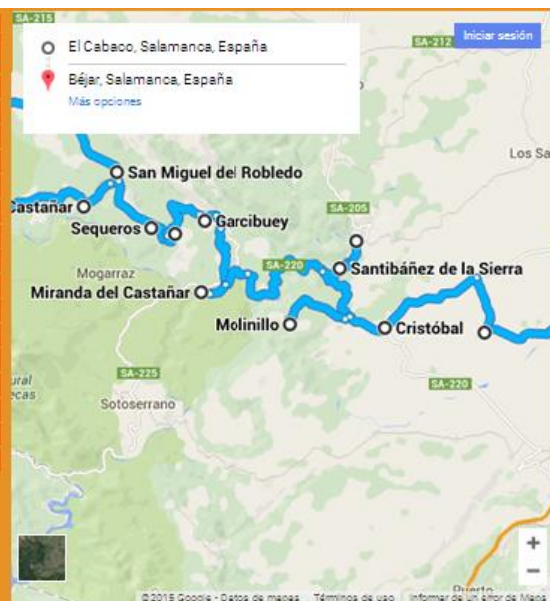 SA-215
El Cabaco, Salamanca, España
Béjar, Salamanca, España
Más opciones
SA-212
Iniciar sesión
Los Sa
San Miguel del Robledo
Castañar
Sequeros
Garcibuey
SA-205
Mogarraz
SA-220
Santibáñez de la Sierra
Miranda del Castañar
Molinillo
Cristóbal
SA-225
SA-220
ural
ecas
Sotoserrano
+
−
Puerto
©2015 Google - Datos de mapas Términos de uso Informar de un error de Maps